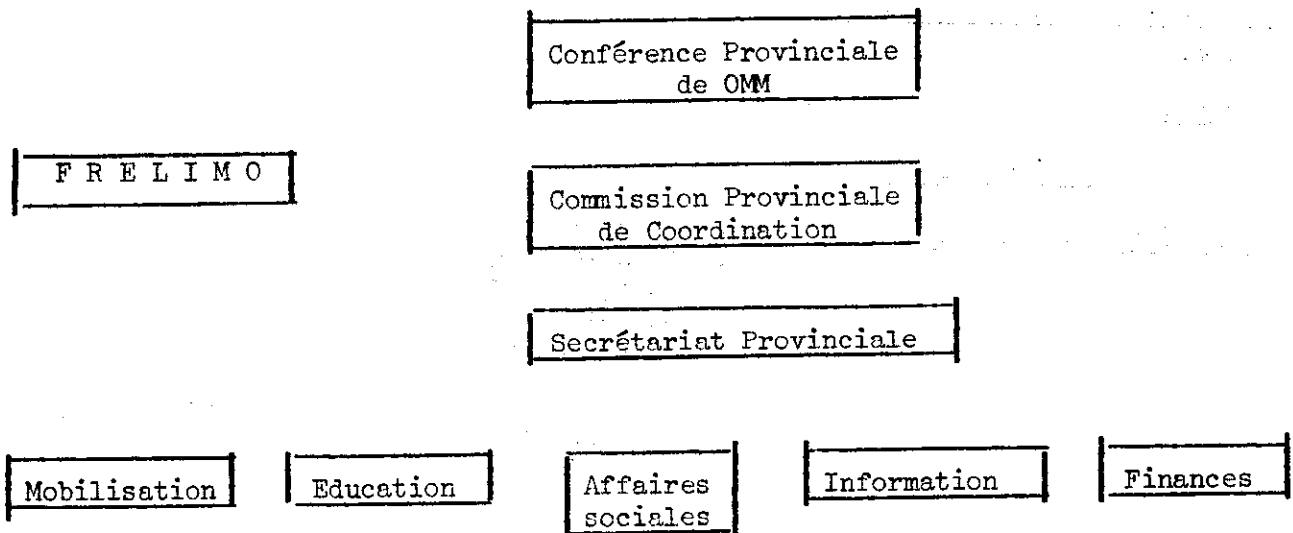 Conférence Provinciale
de OMM
F R E L I M O
Commission Provinciale
de Coordination
Secrétariat Provinciale
Mobilisation
Education
Affaires
sociales
Information
Finances